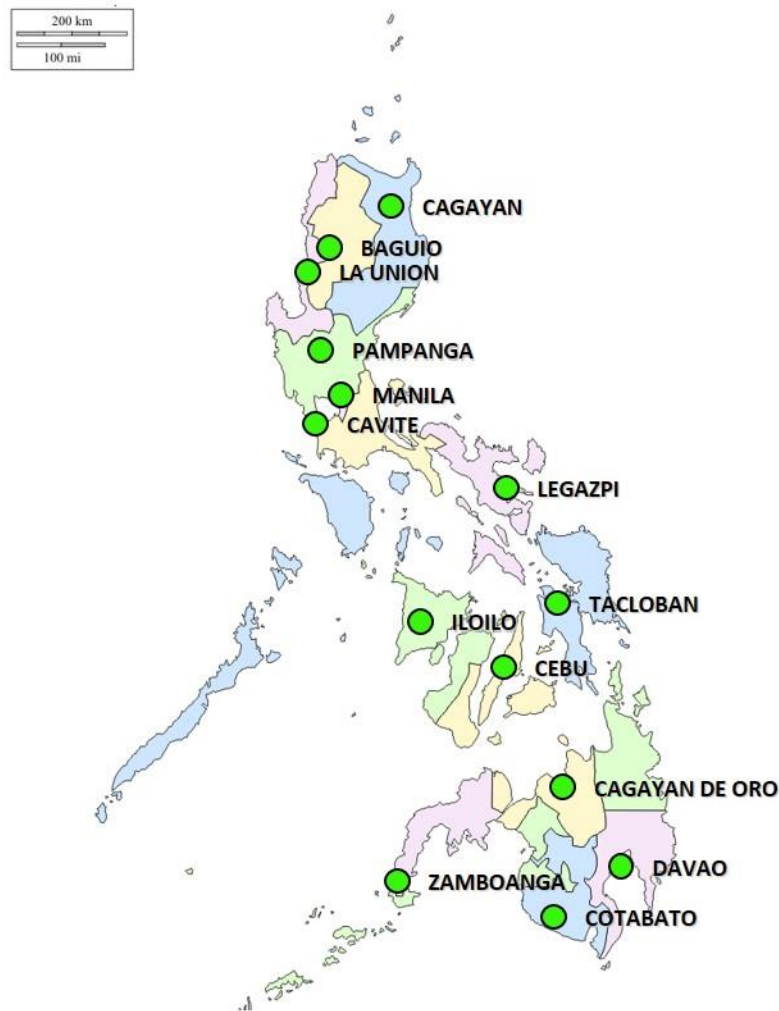 200 km
100 mi
CAGAYAN
BAGUIO
LA UNION
PAMPANGA
MANILA
CAVITE
LEGAZPI
TACLOBAN
ILOILO
CEBU
CAGAYAN DE ORO
DAVAO
ZAMBOANGA
COTABATO